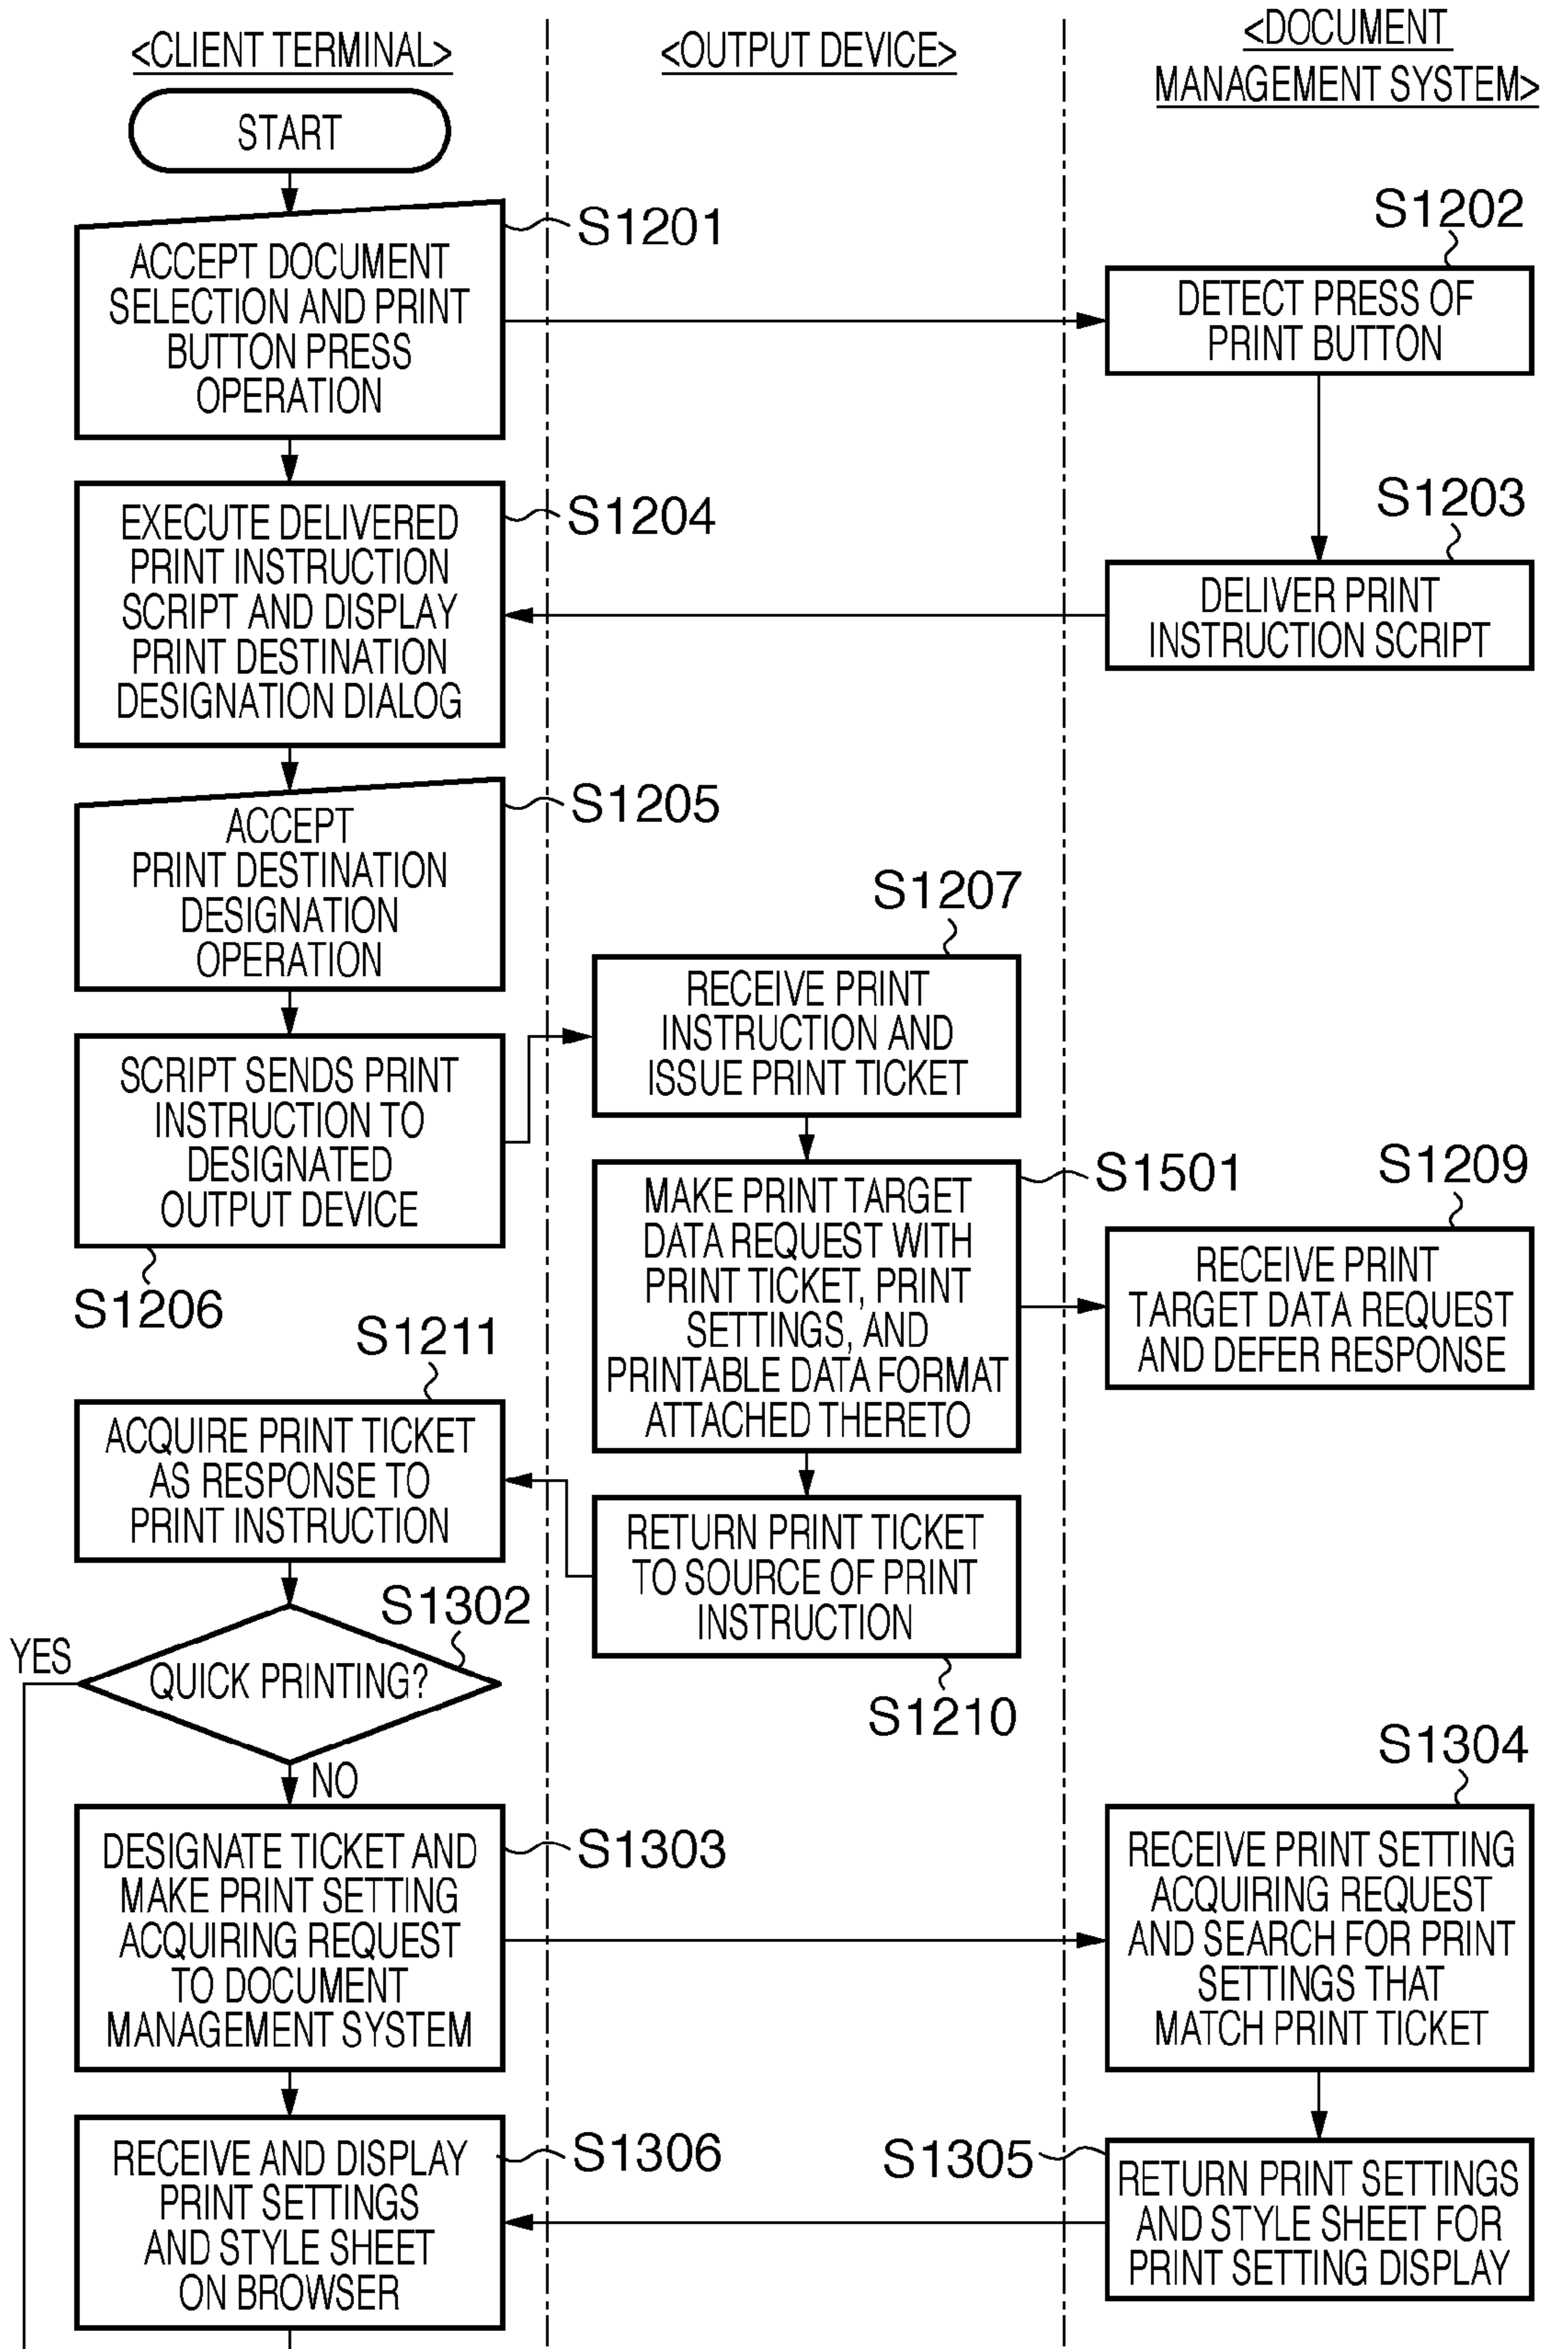 <CLIENT TERMINAL>
<OUTPUT DEVICE>
<DOCUMENT
MANAGEMENT SYSTEM>
START
S1201
ACCEPT DOCUMENT
SELECTION AND PRINT
BUTTON PRESS
OPERATION
S1202
DETECT PRESS OF
PRINT BUTTON
S1203
DELIVER PRINT
INSTRUCTION SCRIPT
S1204
EXECUTE DELIVERED
PRINT INSTRUCTION
SCRIPT AND DISPLAY
PRINT DESTINATION
DESIGNATION DIALOG
S1205
ACCEPT
PRINT DESTINATION
DESIGNATION
OPERATION
SCRIPT SENDS PRINT
INSTRUCTION TO
DESIGNATED
OUTPUT DEVICE
S1206
S1207
RECEIVE PRINT
INSTRUCTION AND
ISSUE PRINT TICKET
S1501
MAKE PRINT TARGET
DATA REQUEST WITH
PRINT TICKET, PRINT
SETTINGS, AND
PRINTABLE DATA FORMAT
ATTACHED THERETO
S1209
RECEIVE PRINT
TARGET DATA REQUEST
AND DEFER RESPONSE
RETURN PRINT TICKET
TO SOURCE OF PRINT
INSTRUCTION
S1210
S1211
ACQUIRE PRINT TICKET
AS RESPONSE TO
PRINT INSTRUCTION
S1302
YES
QUICK PRINTING?
NO
S1303
DESIGNATE TICKET AND
MAKE PRINT SETTING
ACQUIRING REQUEST
TO DOCUMENT
MANAGEMENT SYSTEM
S1304
RECEIVE PRINT SETTING
ACQUIRING REQUEST
AND SEARCH FOR PRINT
SETTINGS THAT
MATCH PRINT TICKET
S1305
RETURN PRINT SETTINGS
AND STYLE SHEET FOR
PRINT SETTING DISPLAY
S1306
RECEIVE AND DISPLAY
PRINT SETTINGS
AND STYLE SHEET
ON BROWSER